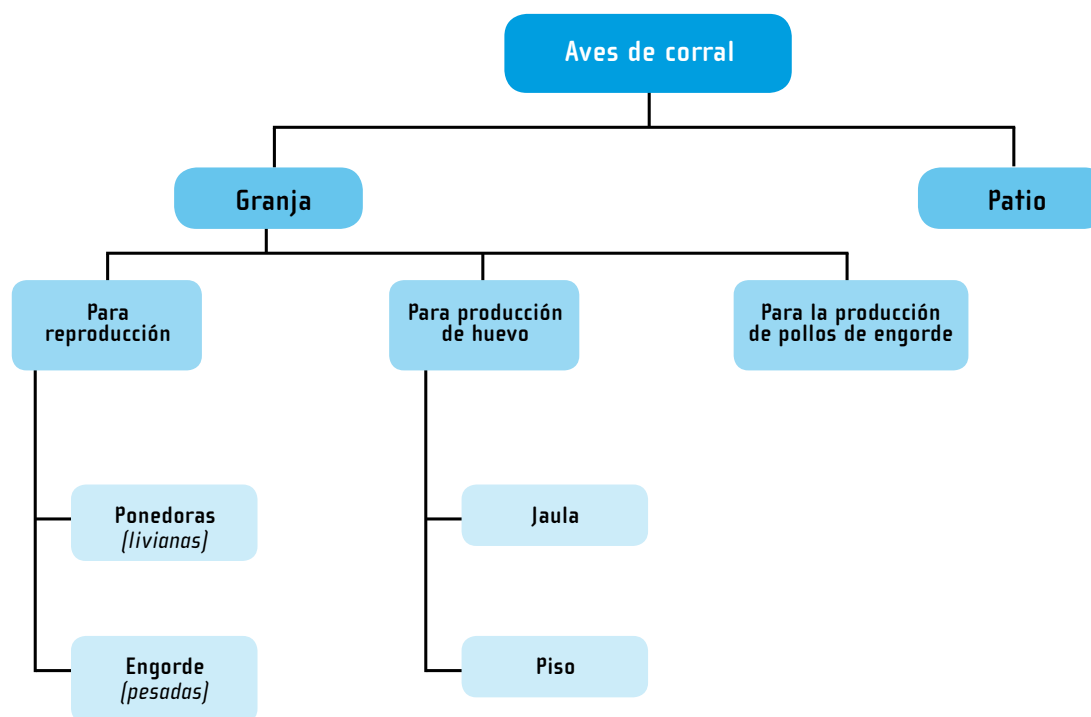 Aves de corral
Granja
Patio
Para
reproducción
Para producción
de huevo
Para la producción
de pollos de engorde
Ponedoras
(livianas)
Jaula
Engorde
(pesadas)
Piso